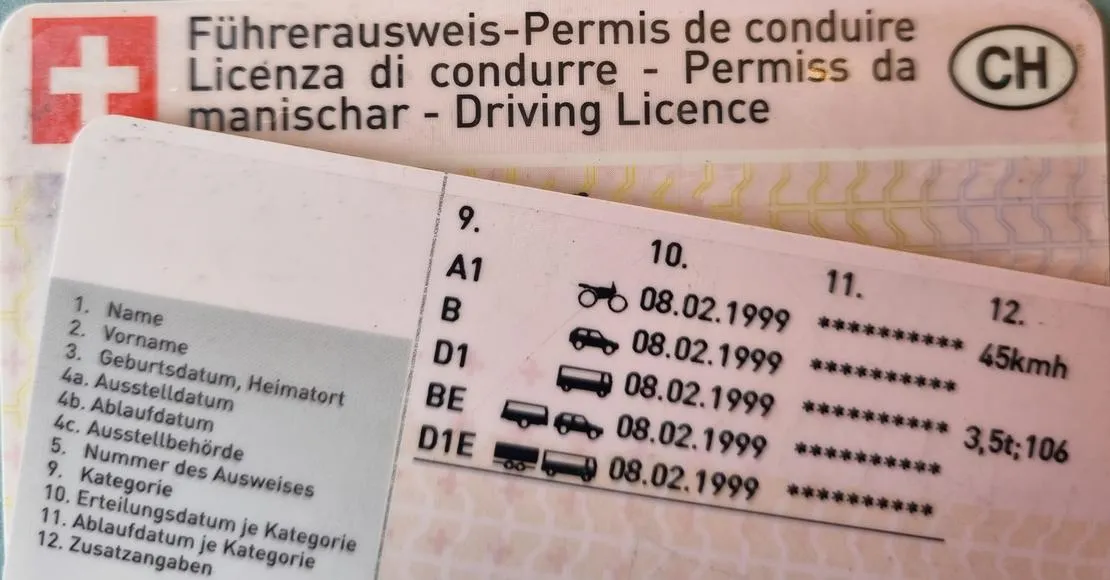 Führerausweis-Permis de conduire
Licenza di condurre - Permiss da
manischar - Driving Licence
CH
1. Name
2. Vorname
3. Geburtsdatum, Heimatort
4a. Ausstelldatum
4b. Ablaufdatum
4c. Ausstellbehörde
5. Nummer des Ausweises
9. Kategorie
10. Erteilungsdatum je Kategorie
11. Ablaufdatum je Kategorie
12. Zusatzangaben
9. 10. 11. 12.
A1 08.02.1999 ********** 45kmh
B 08.02.1999 **********
D1 08.02.1999 ********** 3,5t;106
BE 08.02.1999 **********
D1E 08.02.1999 **********